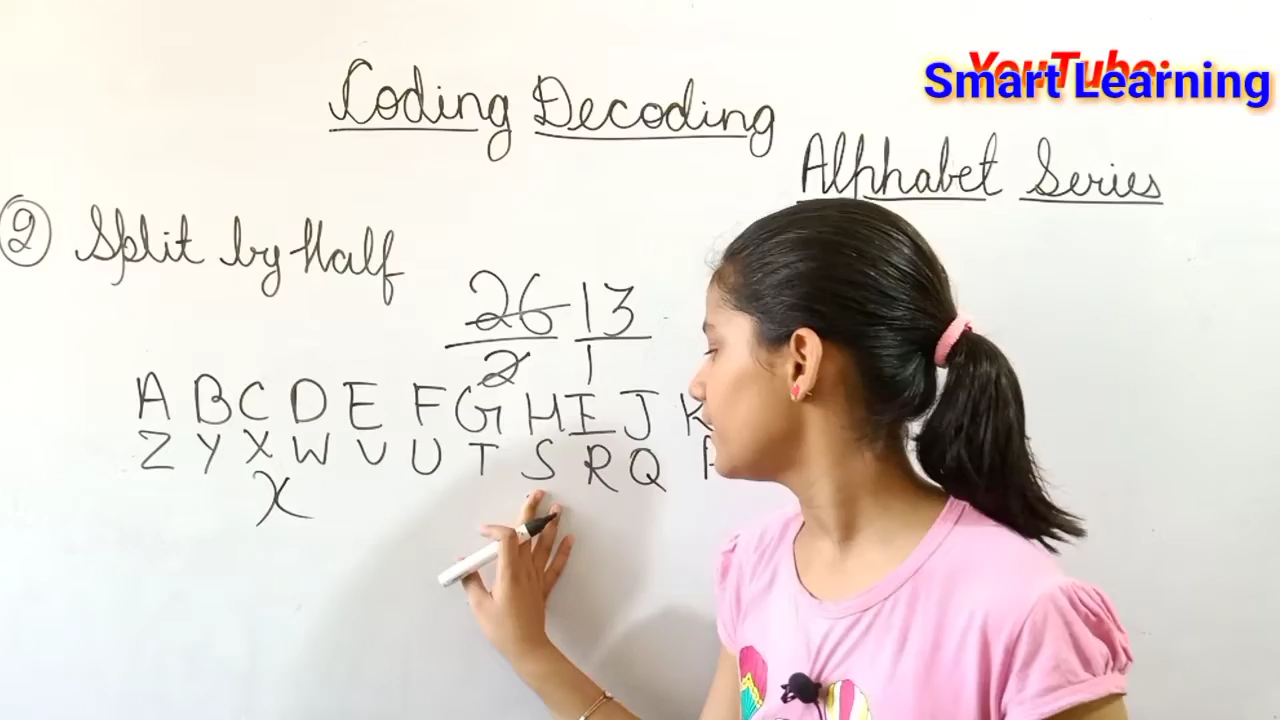 YouTube:
Smart Learning
Coding Decoding
Alphabet Series
2 Split by Half
26 13
2 1
A B C D E F G H I J K
Z Y X W V U T S R Q
X